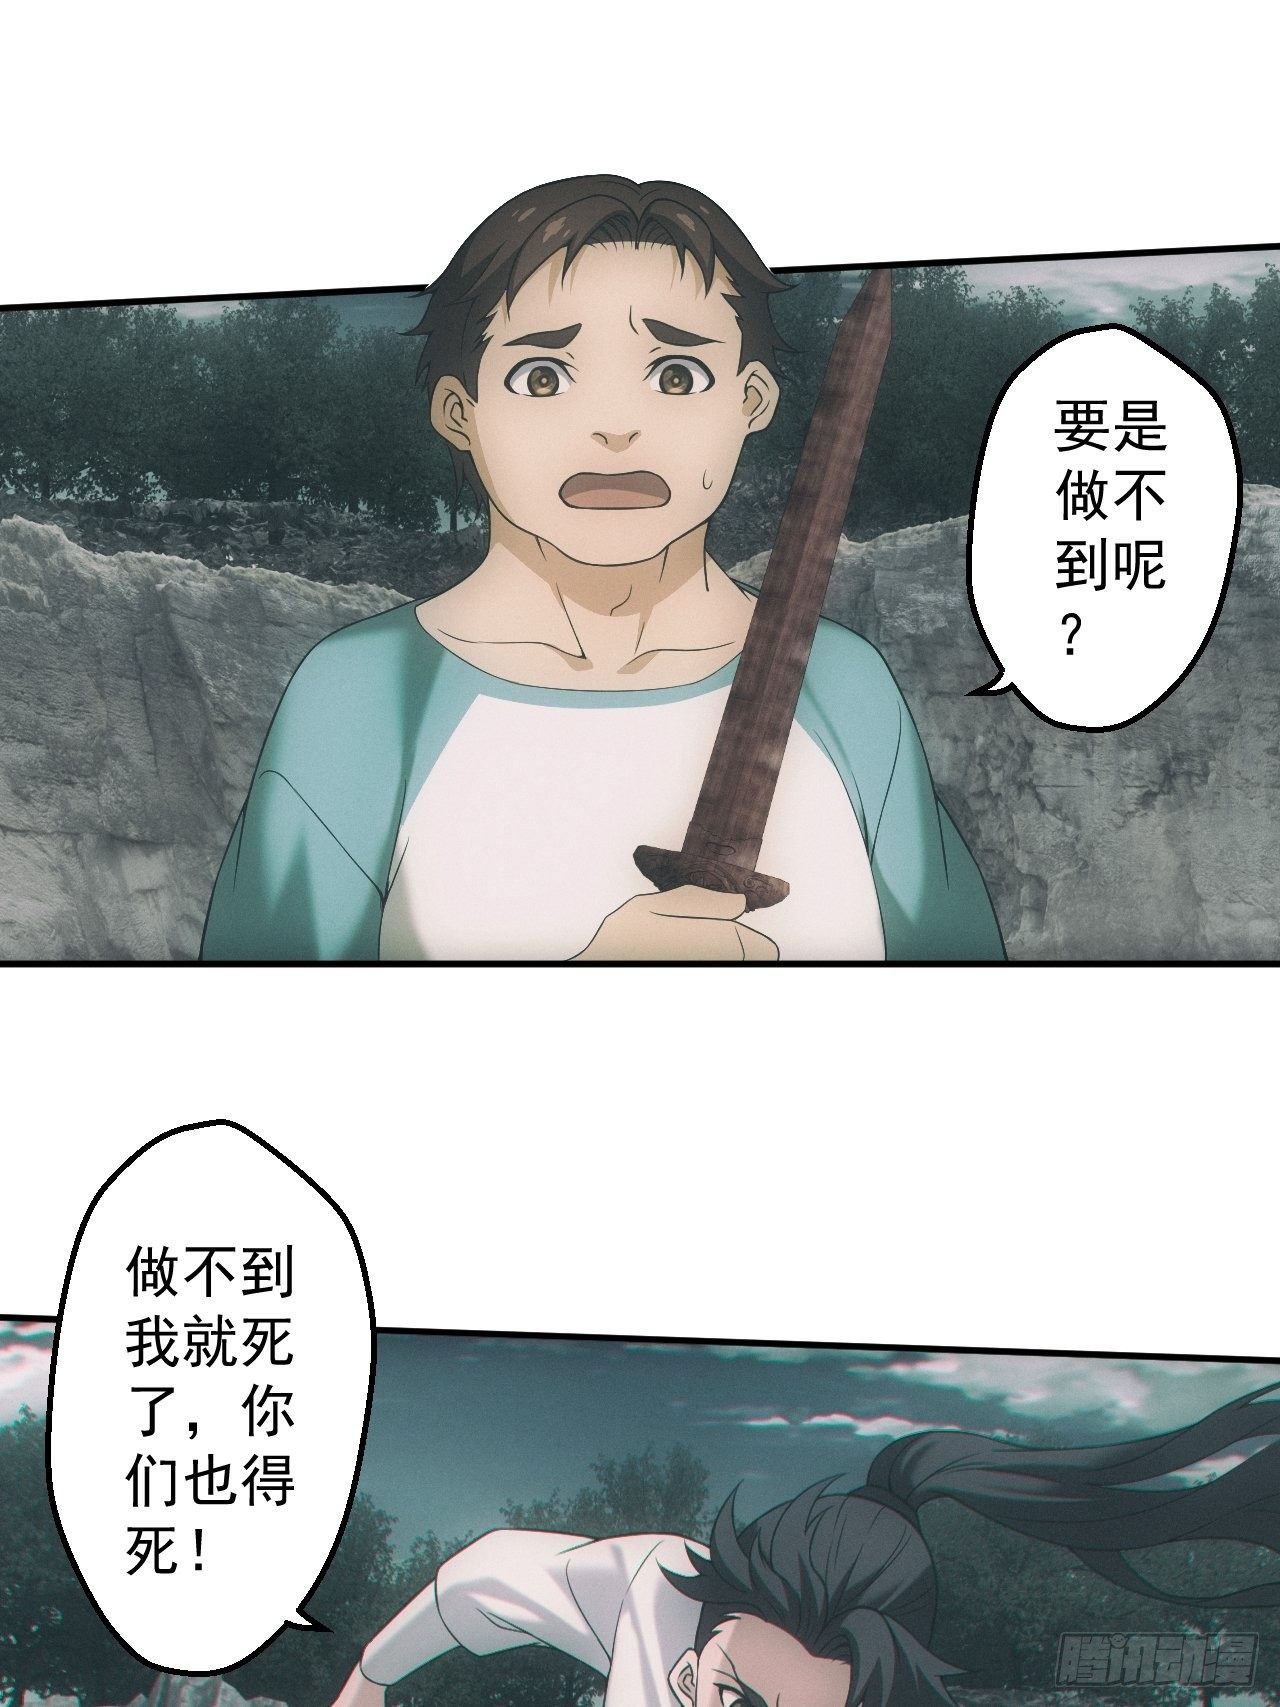 要是
做不
到呢
？
做不到
我就死
了，你
们也得
死！
腾讯动漫